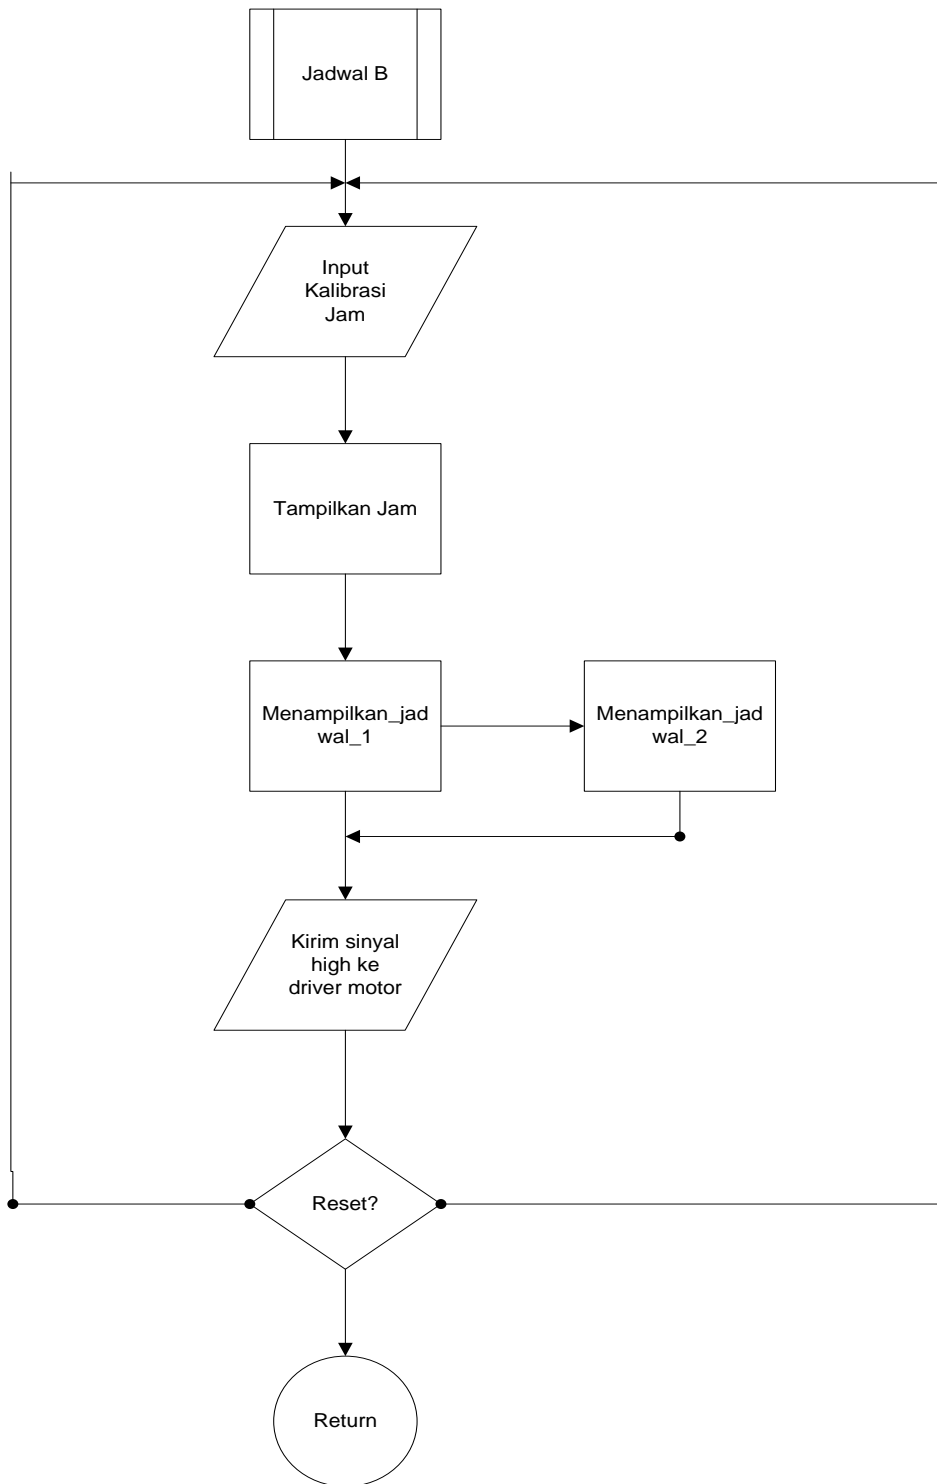 Jadwal B
Input
Kalibrasi
Jam
Tampilkan Jam
Menampilkan_jad
wal_1
Menampilkan_jad
wal_2
Kirim sinyal
high ke
driver motor
Reset?
Return